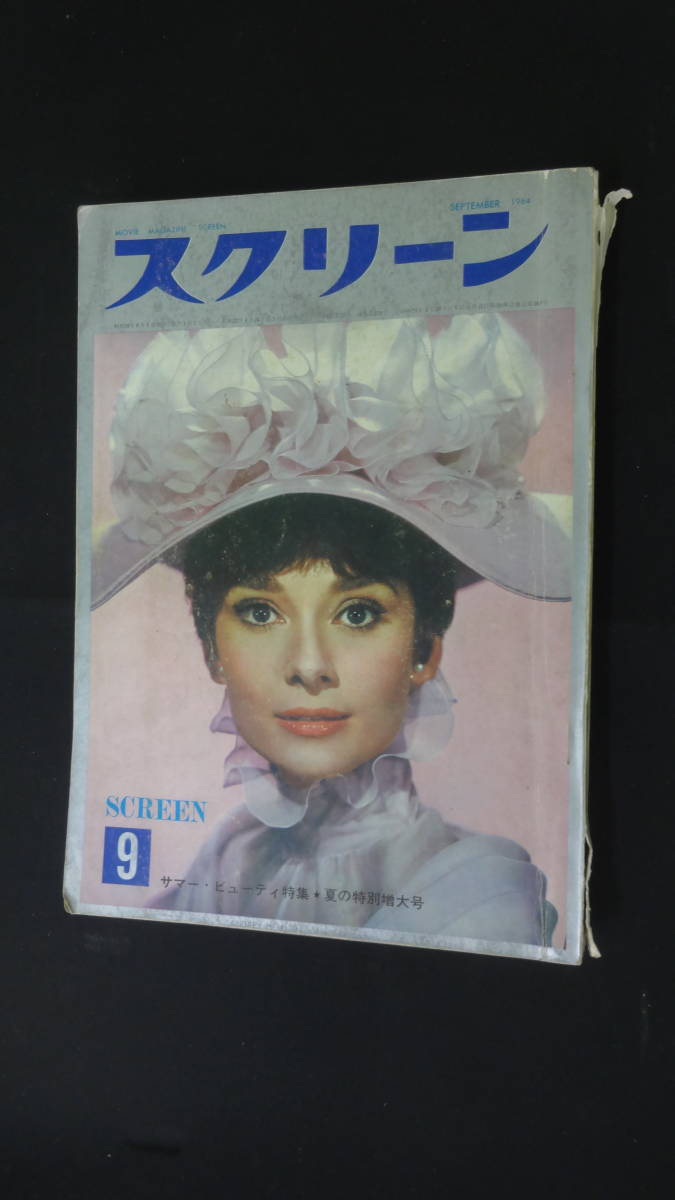 SEPTEMBER 1964
MOVIE MAGAZINE SCREEN
スクリーン
SCREEN
9
サマー・ビューティ特集★夏の特別増大号